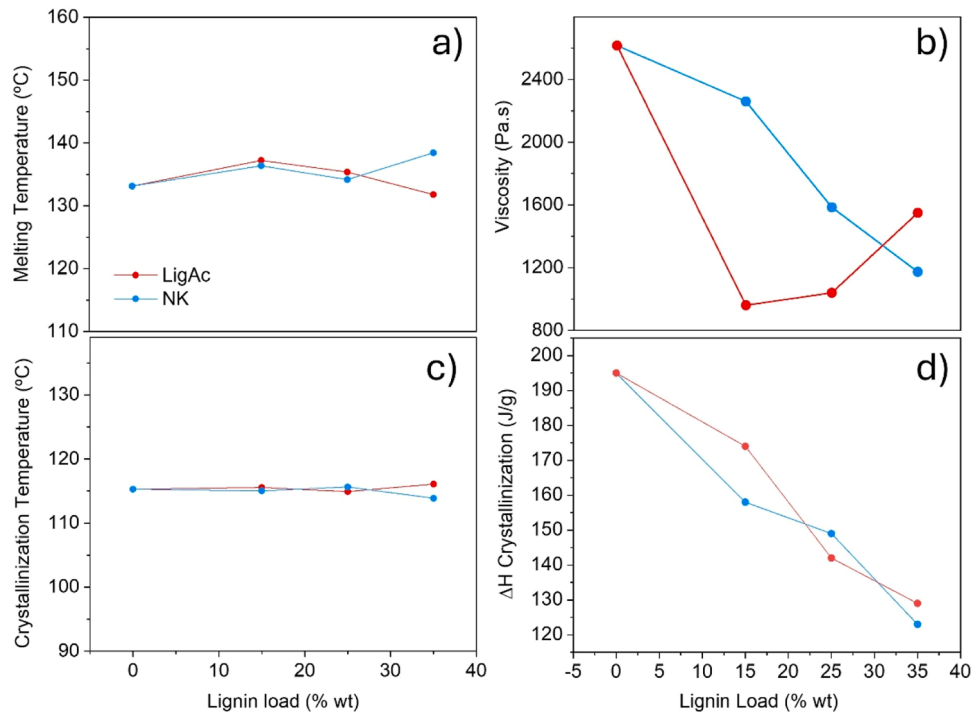 160
150
140
130
120
110
Melting Temperature (ºC)
a)
LigAc
NK
2400
2000
1600
1200
800
Viscosity (Pa.s)
b)
130
120
110
100
90
Crystallinization Temperature (ºC)
c)
0 10 20 30 40
Lignin load (% wt)
200
190
180
170
160
150
140
130
120
ΔH Crystallinization (J/g)
d)
-5 0 5 10 15 20 25 30 35 40
Lignin Load (% wt)